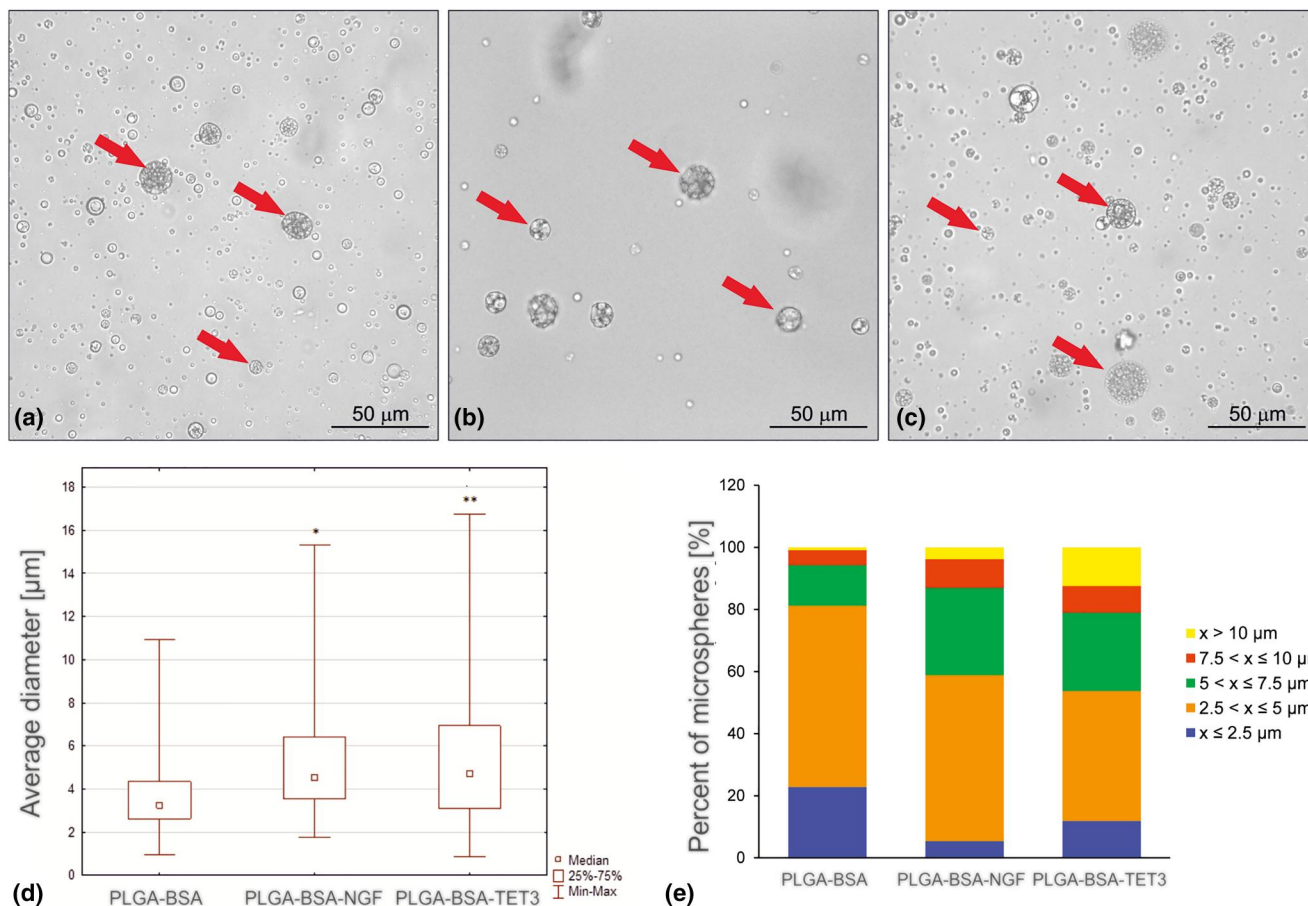 (a)
50 µm
(b)
50 µm
(c)
50 µm
Average diameter [µm]
18
16
14
12
10
8
6
4
2
0
*
**
PLGA-BSA
PLGA-BSA-NGF
PLGA-BSA-TET3
Median
25%-75%
Min-Max
(d)
Percent of microspheres [%]
120
100
80
60
40
20
0
PLGA-BSA
PLGA-BSA-NGF
PLGA-BSA-TET3
x > 10 µm
7.5 < x ≤ 10 µ
5 < x ≤ 7.5 µm
2.5 < x ≤ 5 µm
x ≤ 2.5 µm
(e)